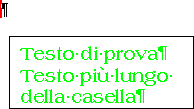 ¶
Testo·di·prova¶
Testo·più·lungo·
della·casella¶